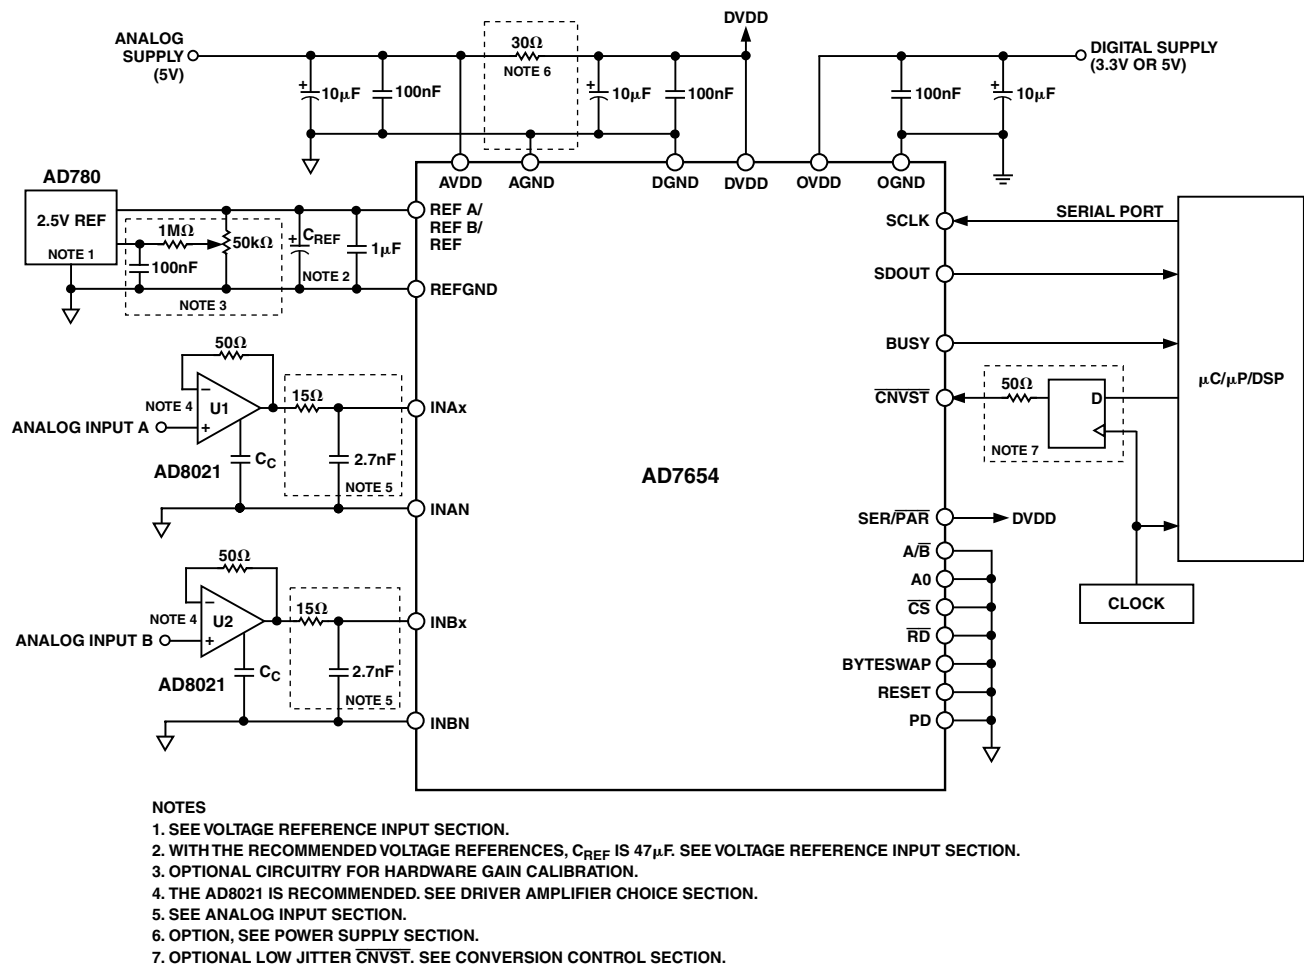 DVDD
ANALOG
SUPPLY
(5V)
30Ω
NOTE 6
DIGITAL SUPPLY
(3.3V OR 5V)
+
10μF
100nF
+
10μF
100nF
100nF
+
10μF
AVDD
AGND
DGND
DVDD
OVDD
OGND
AD780
2.5V REF
NOTE 1
1MΩ
50kΩ
100nF
NOTE 3
+
CREF
NOTE 2
1μF
REF A/
REF B/
REF
REFGND
SCLK
SERIAL PORT
SDOUT
BUSY
C̅N̅V̅S̅T̅
50Ω
D
NOTE 7
μC/μP/DSP
50Ω
NOTE 4
−
U1
+
ANALOG INPUT A
AD8021
CC
15Ω
2.7nF
NOTE 5
INAx
INAN
AD7654
SER/P̅A̅R̅
DVDD
A/B̅
A0
C̅S̅
R̅D̅
BYTESWAP
RESET
PD
CLOCK
50Ω
NOTE 4
−
U2
+
ANALOG INPUT B
AD8021
CC
15Ω
2.7nF
NOTE 5
INBx
INBN
NOTES
1. SEE VOLTAGE REFERENCE INPUT SECTION.
2. WITH THE RECOMMENDED VOLTAGE REFERENCES, CREF IS 47μF. SEE VOLTAGE REFERENCE INPUT SECTION.
3. OPTIONAL CIRCUITRY FOR HARDWARE GAIN CALIBRATION.
4. THE AD8021 IS RECOMMENDED. SEE DRIVER AMPLIFIER CHOICE SECTION.
5. SEE ANALOG INPUT SECTION.
6. OPTION, SEE POWER SUPPLY SECTION.
7. OPTIONAL LOW JITTER C̅N̅V̅S̅T̅. SEE CONVERSION CONTROL SECTION.